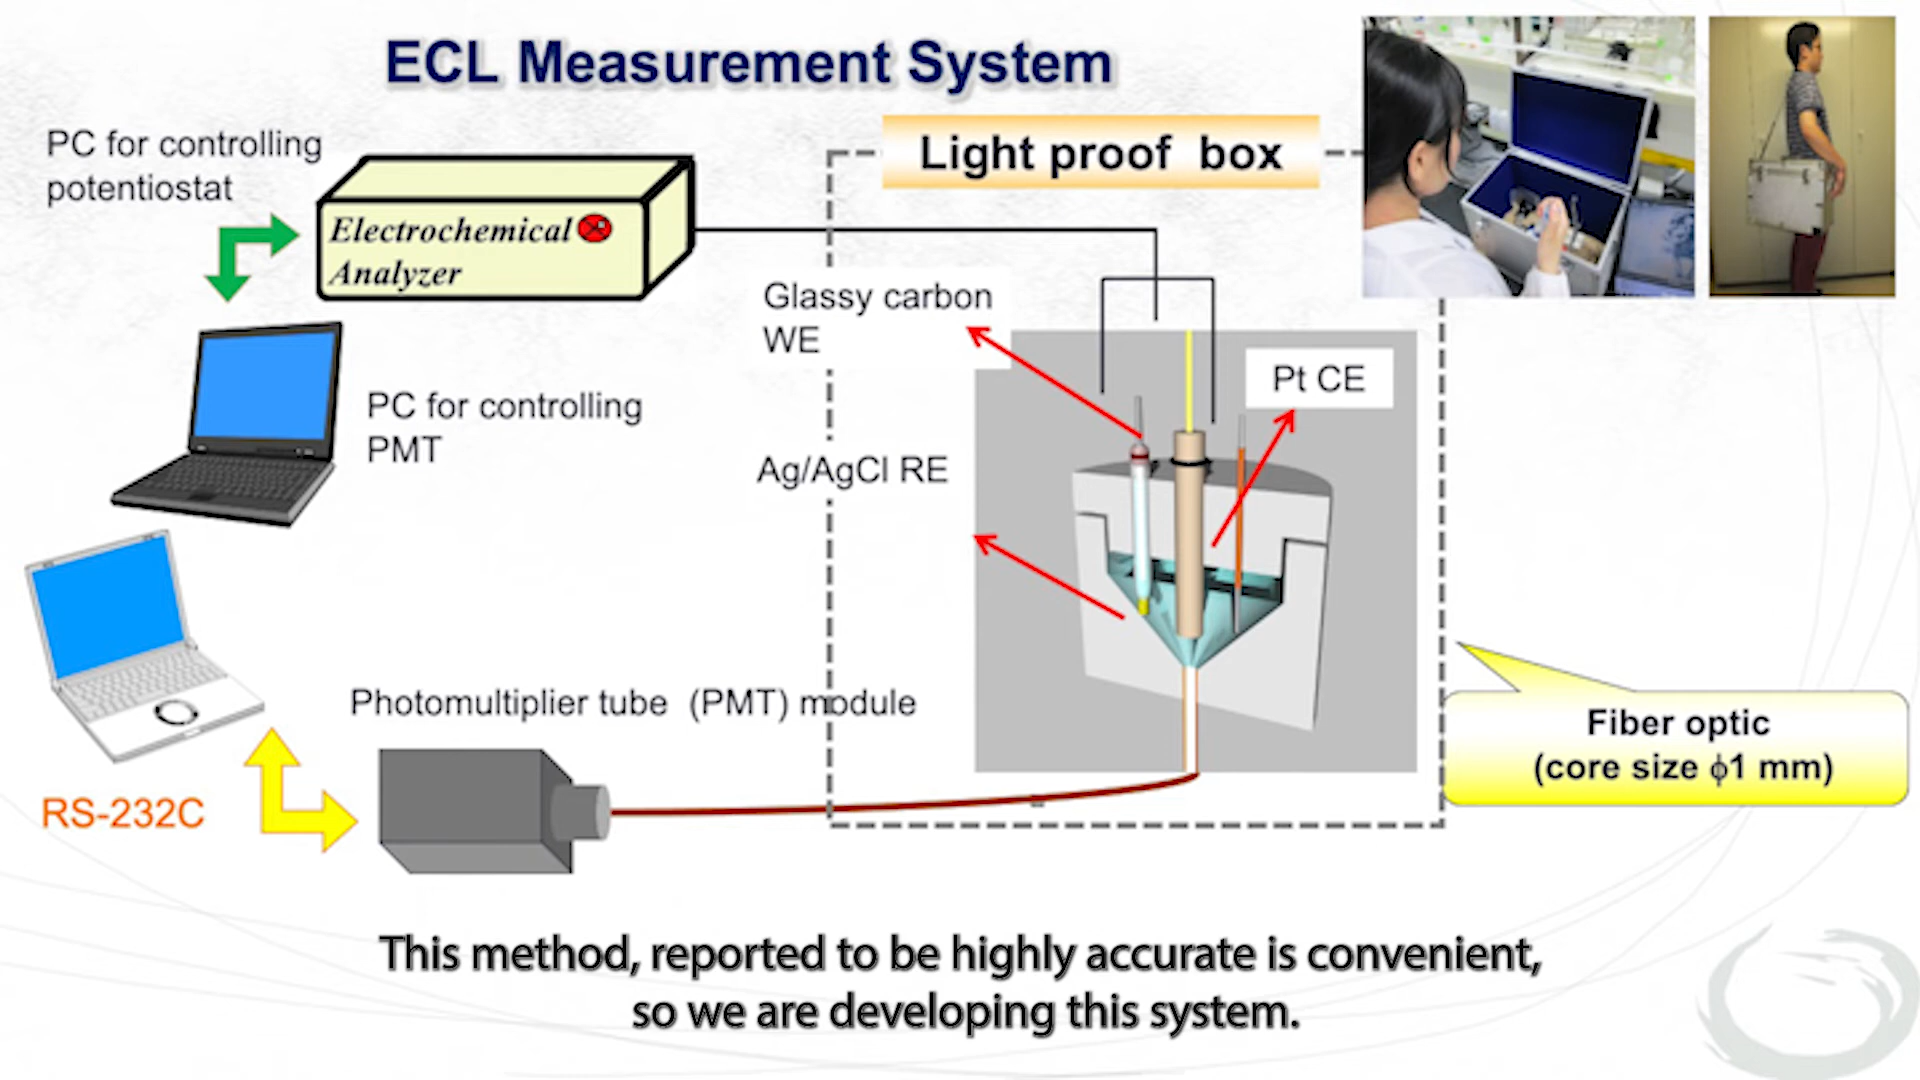 ECL Measurement System
PC for controlling
potentiostat
Light proof box
Electrochemical
Analyzer
Glassy carbon
WE
Pt CE
PC for controlling
PMT
Ag/AgCl RE
Photomultiplier tube (PMT) module
Fiber optic
(core size ϕ1 mm)
RS-232C
This method, reported to be highly accurate is convenient,
so we are developing this system.